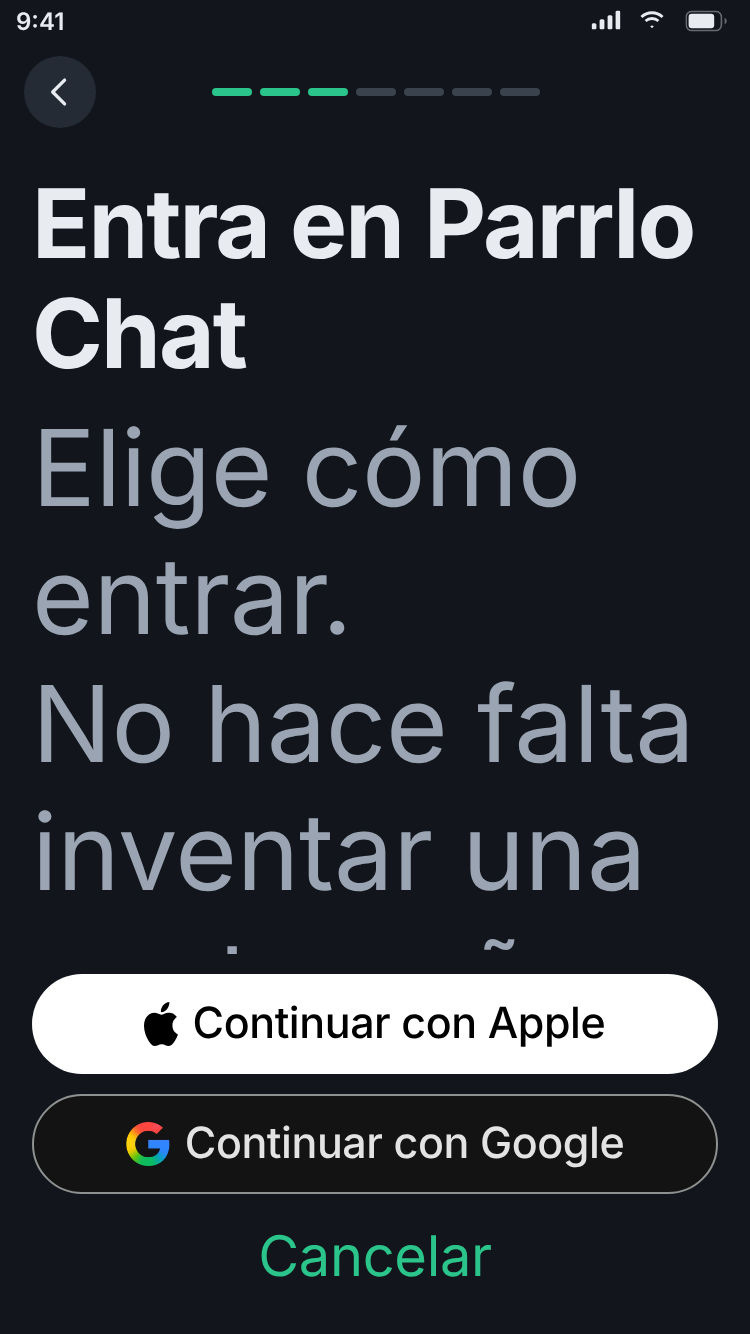 9:41
Entra en Parrlo
Chat
Elige cómo
entrar.
No hace falta
inventar una
Continuar con Apple
Continuar con Google
Cancelar